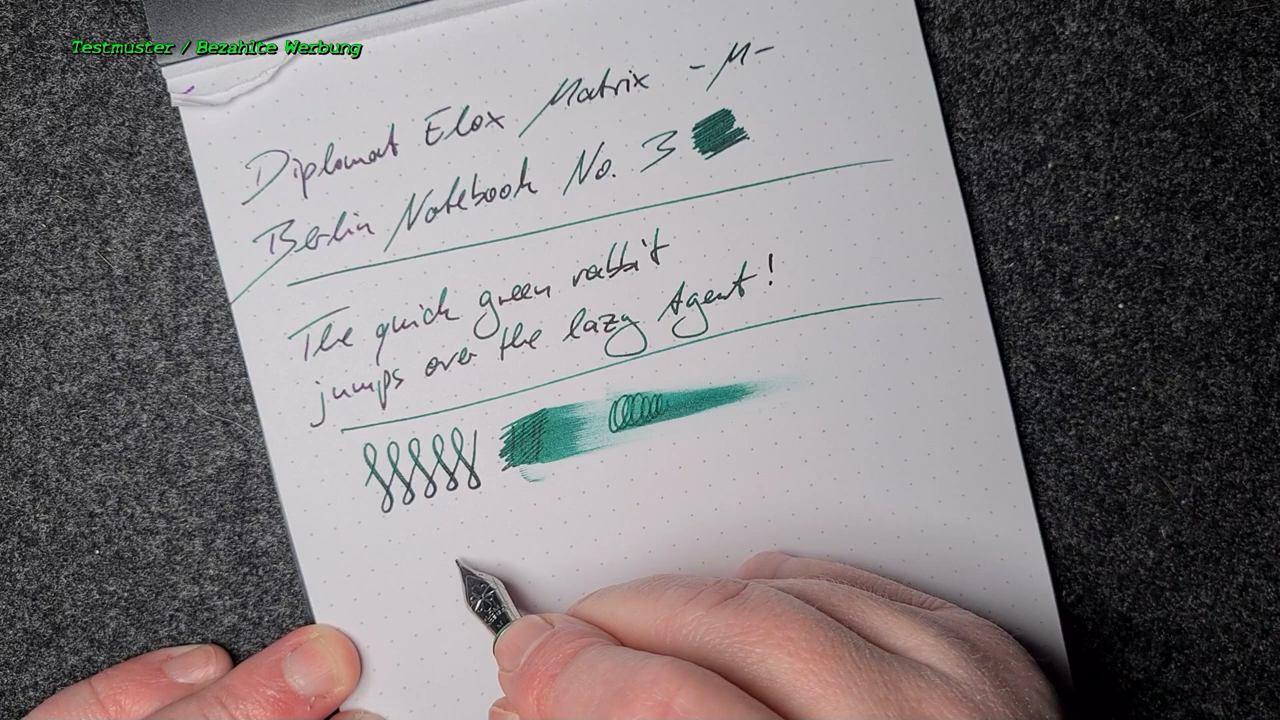 Testmuster / Bezahlte Werbung
Diplomat Elox Matrix - M -
Berlin Notebook No. 3
The quick green rabbit
jumps over the lazy Agent!